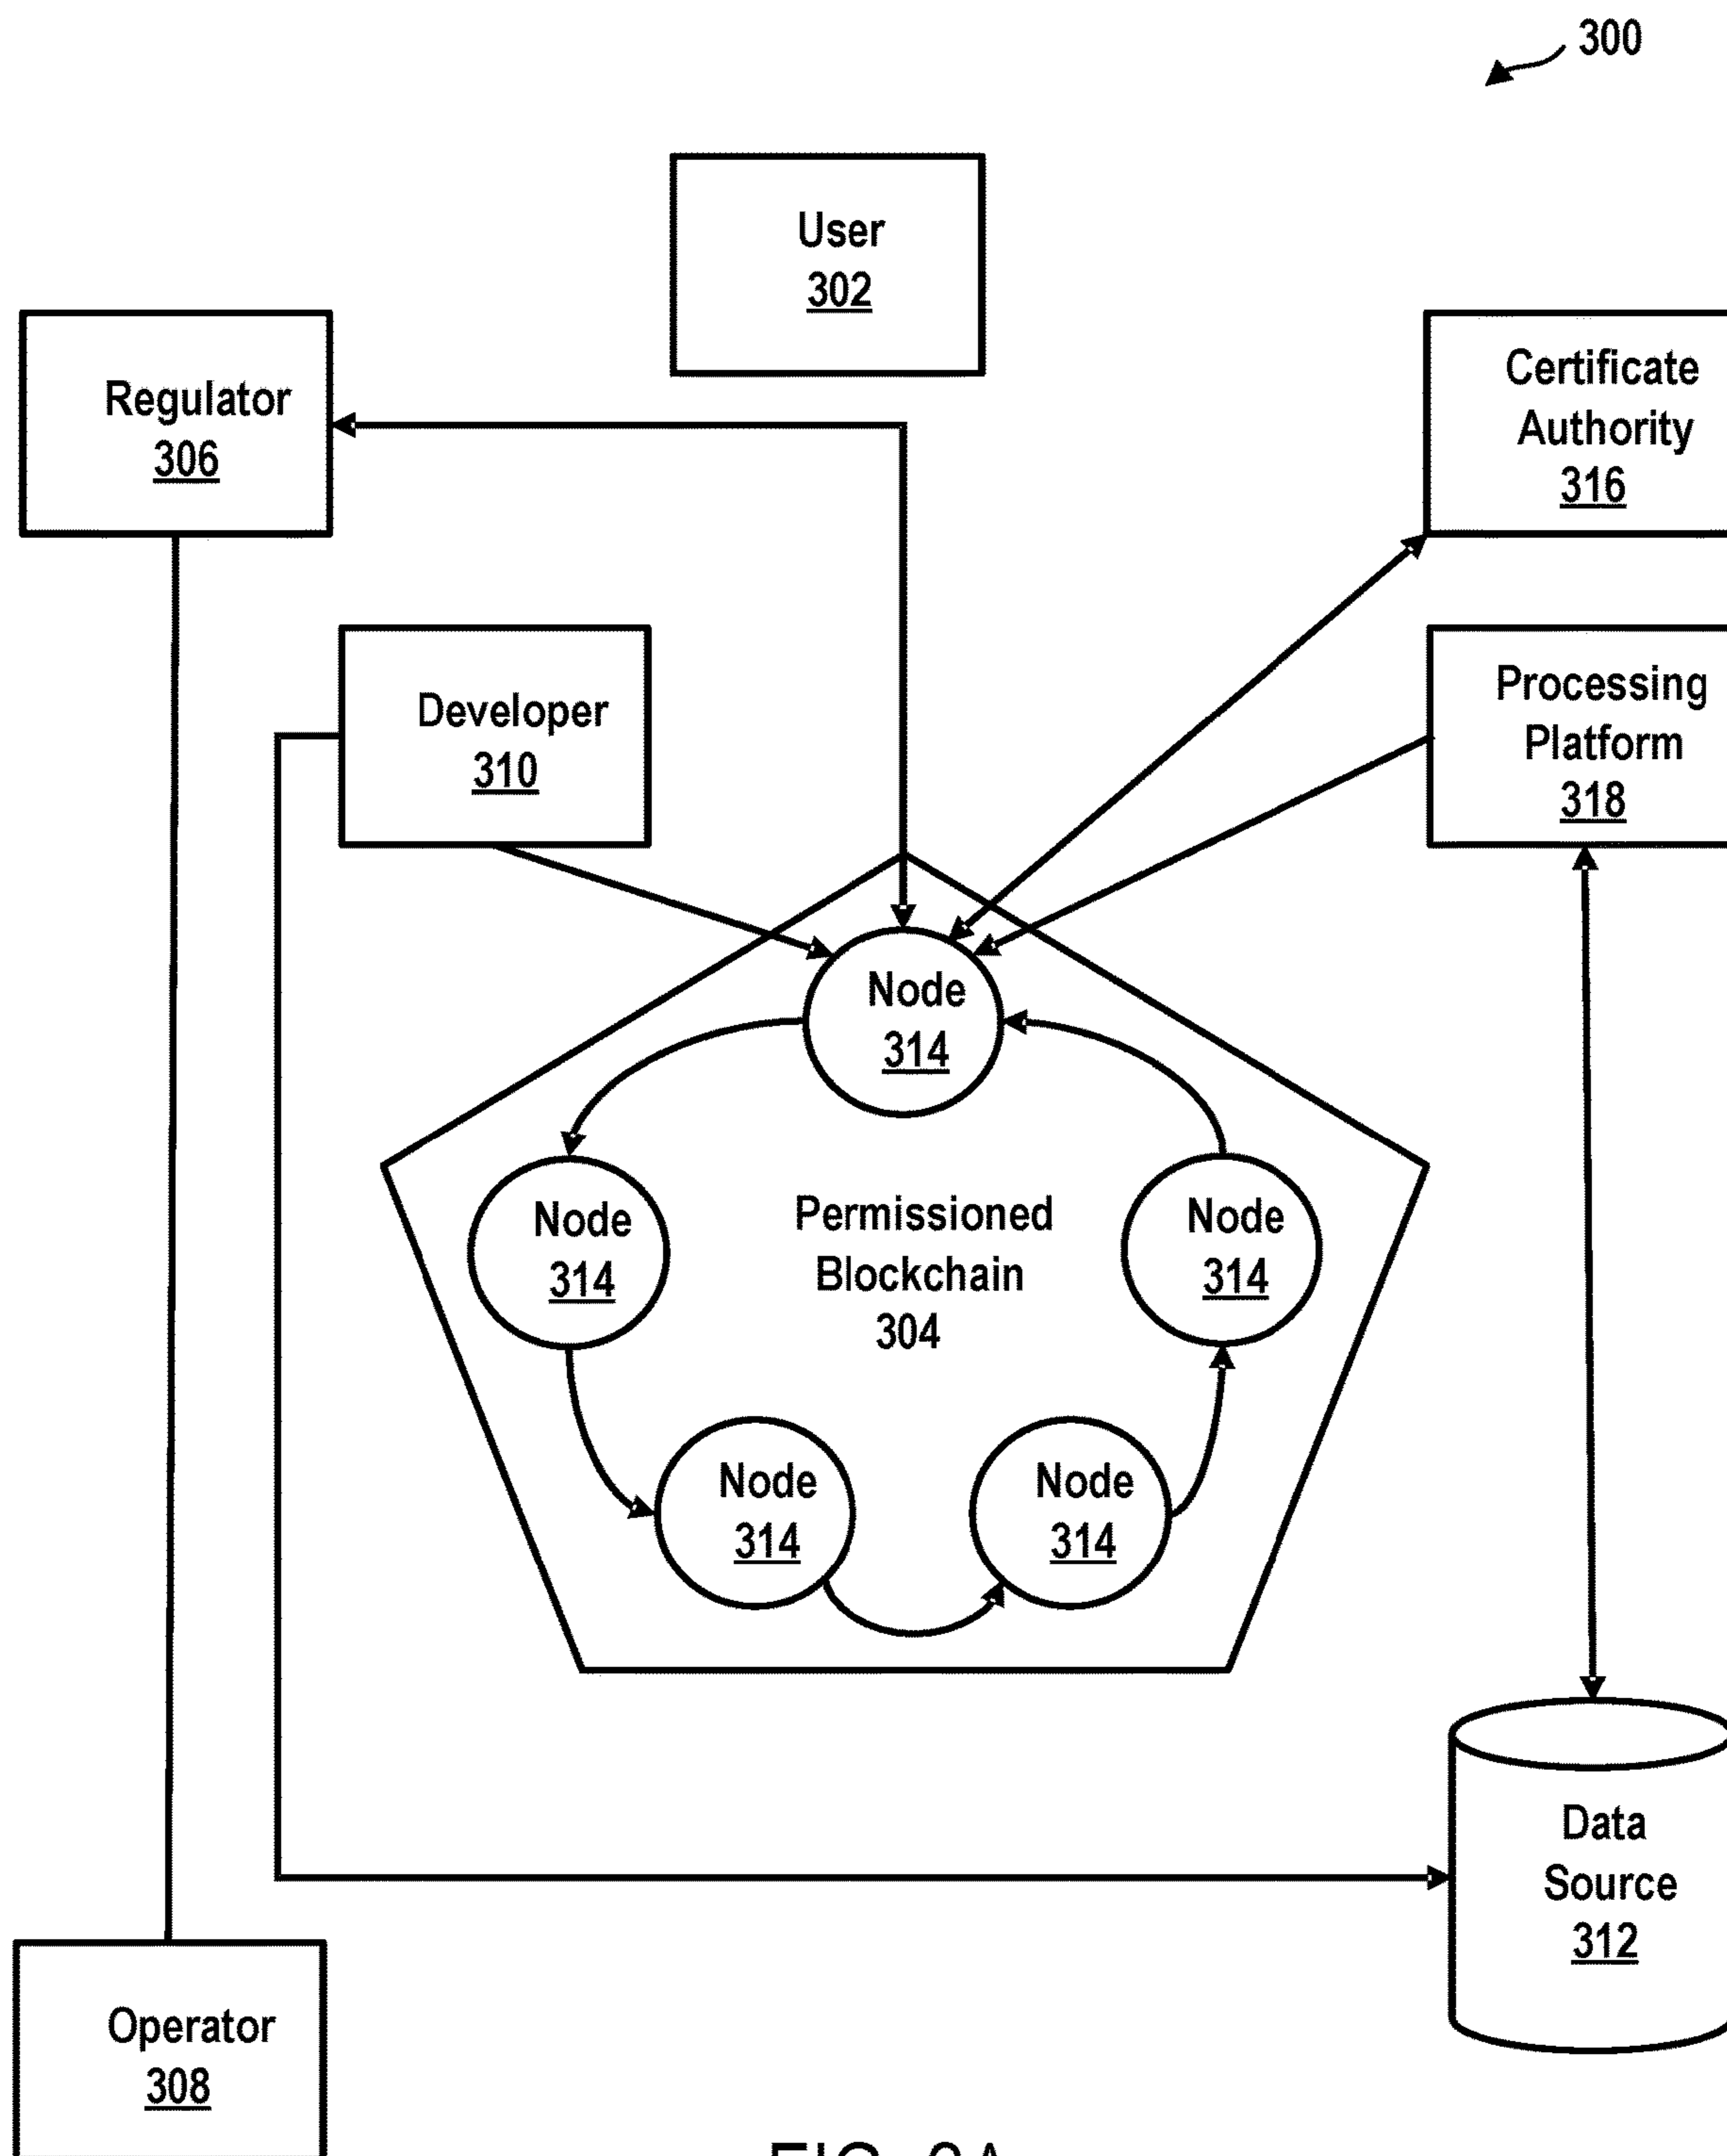 300
User
302
Regulator
306
Certificate
Authority
316
Developer
310
Processing
Platform
318
Node
314
Node
314
Permissioned
Blockchain
304
Node
314
Node
314
Node
314
Data
Source
312
Operator
308